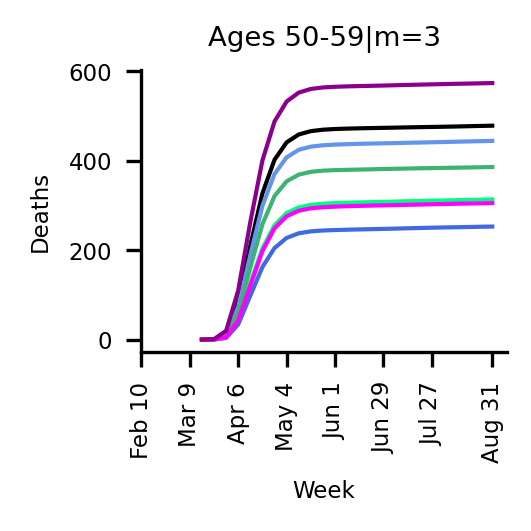 Ages 50-59|m=3
600
400
200
0
Deaths
Feb 10
Mar 9
Apr 6
May 4
Jun 1
Jun 29
Jul 27
Aug 31
Week